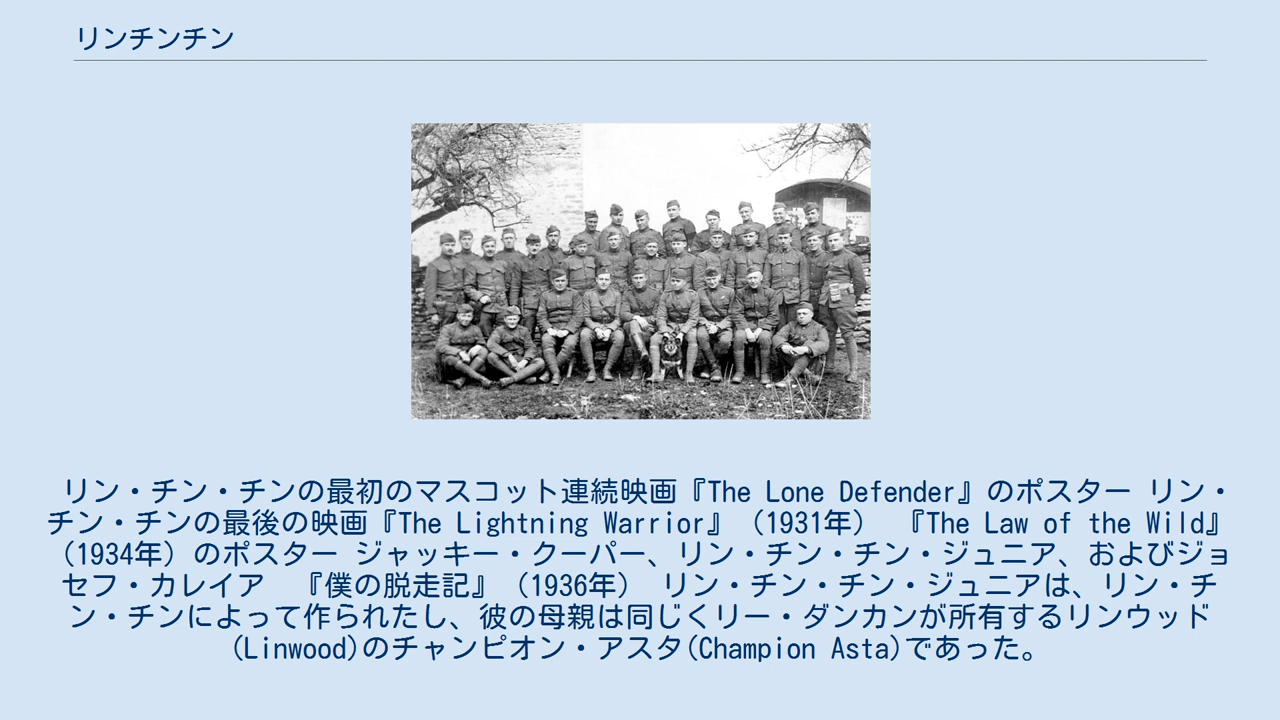 リンチンチン
リン・チン・チンの最初のマスコット連続映画『The Lone Defender』のポスター リン・
チン・チンの最後の映画『The Lightning Warrior』（1931年）　『The Law of the Wild』
（1934年）のポスター ジャッキー・クーパー、リン・チン・チン・ジュニア、およびジョ
セフ・カレイア　『僕の脱走記』（1936年）　リン・チン・チン・ジュニアは、リン・チ
ン・チンによって作られたし、彼の母親は同じくリー・ダンカンが所有するリンウッド
(Linwood)のチャンピオン・アスタ(Champion Asta)であった。